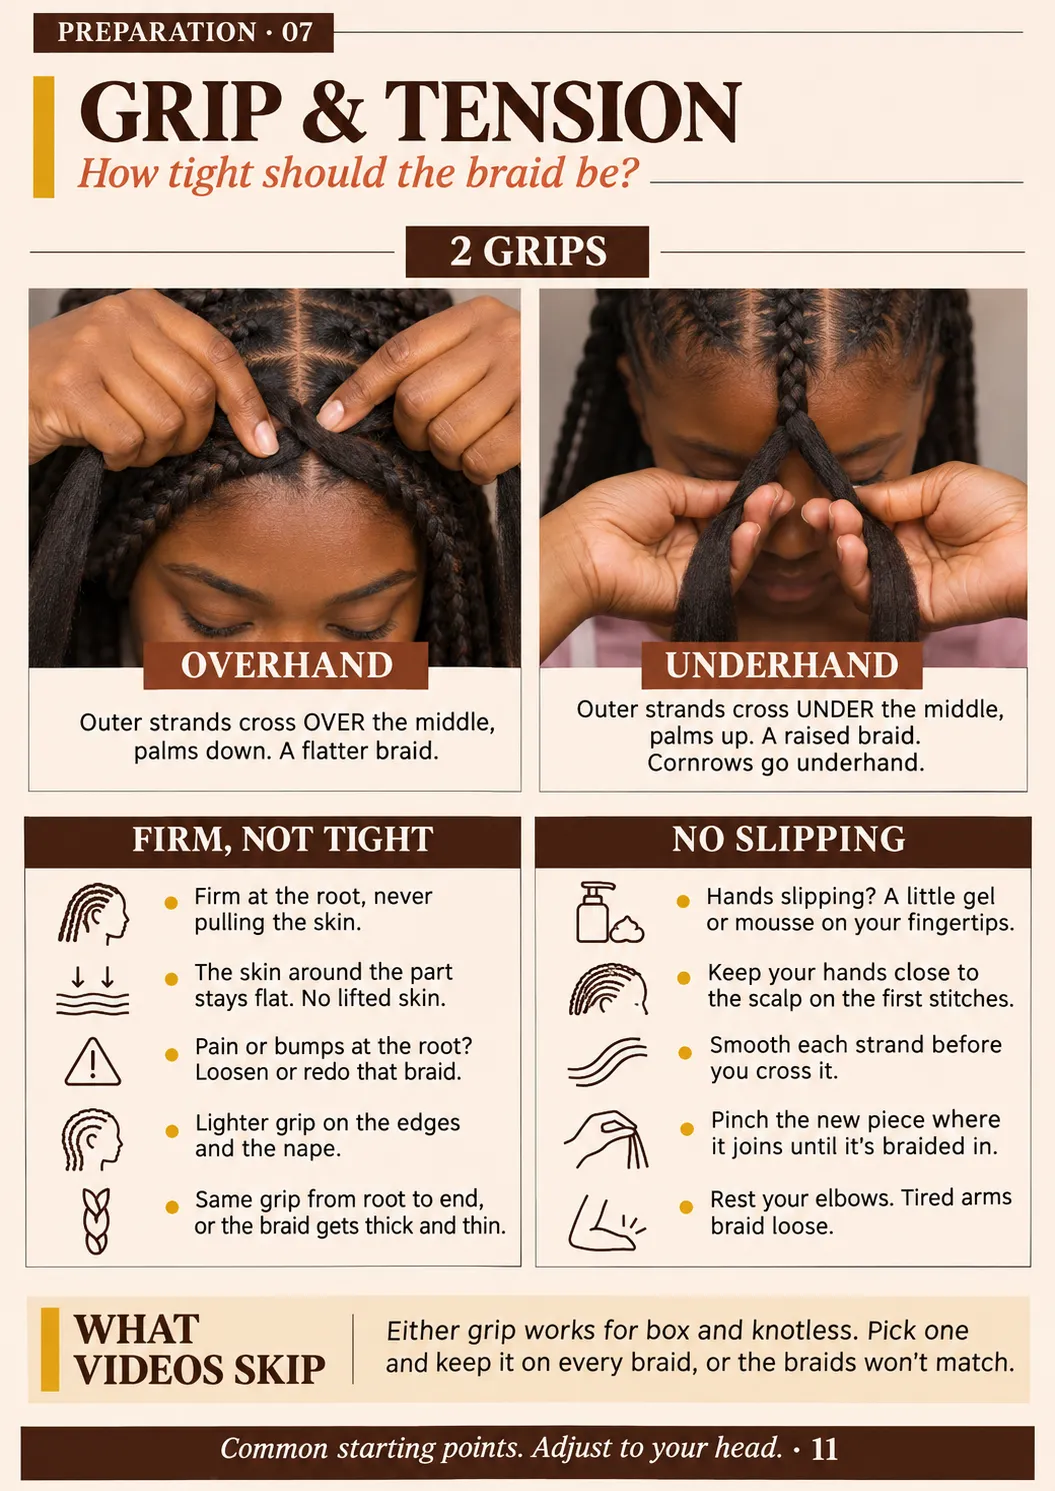 PREPARATION · 07
GRIP & TENSION
How tight should the braid be?
2 GRIPS
OVERHAND
Outer strands cross OVER the middle,
palms down. A flatter braid.
UNDERHAND
Outer strands cross UNDER the middle,
palms up. A raised braid.
Cornrows go underhand.
FIRM, NOT TIGHT
Firm at the root, never
pulling the skin.
The skin around the part
stays flat. No lifted skin.
Pain or bumps at the root?
Loosen or redo that braid.
Lighter grip on the edges
and the nape.
Same grip from root to end,
or the braid gets thick and thin.
NO SLIPPING
Hands slipping? A little gel
or mousse on your fingertips.
Keep your hands close to
the scalp on the first stitches.
Smooth each strand before
you cross it.
Pinch the new piece where
it joins until it's braided in.
Rest your elbows. Tired arms
braid loose.
WHAT
VIDEOS SKIP
Either grip works for box and knotless. Pick one
and keep it on every braid, or the braids won't match.
Common starting points. Adjust to your head. · 11